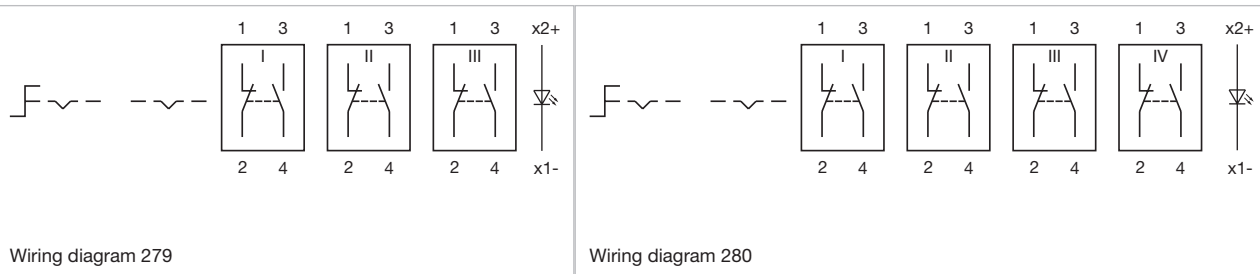 1 3 1 3 1 3 x2+
I II III
2 4 2 4 2 4 x1-
Wiring diagram 279
1 3 1 3 1 3 1 3 x2+
I II III IV
2 4 2 4 2 4 2 4 x1-
Wiring diagram 280